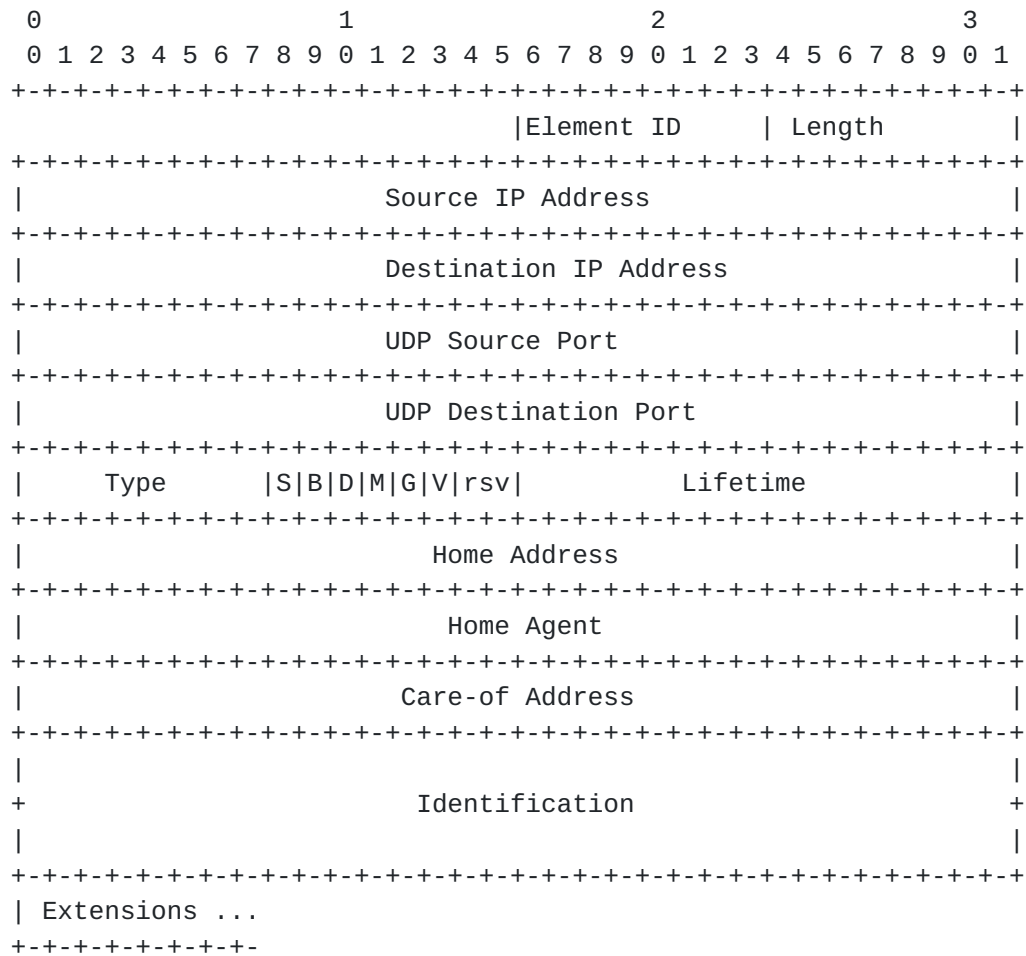 0                   1                   2                   3
 0 1 2 3 4 5 6 7 8 9 0 1 2 3 4 5 6 7 8 9 0 1 2 3 4 5 6 7 8 9 0 1
+-+-+-+-+-+-+-+-+-+-+-+-+-+-+-+-+-+-+-+-+-+-+-+-+-+-+-+-+-+-+-+-+
                                |Element ID     | Length        |
+-+-+-+-+-+-+-+-+-+-+-+-+-+-+-+-+-+-+-+-+-+-+-+-+-+-+-+-+-+-+-+-+
|                       Source IP Address                       |
+-+-+-+-+-+-+-+-+-+-+-+-+-+-+-+-+-+-+-+-+-+-+-+-+-+-+-+-+-+-+-+-+
|                       Destination IP Address                  |
+-+-+-+-+-+-+-+-+-+-+-+-+-+-+-+-+-+-+-+-+-+-+-+-+-+-+-+-+-+-+-+-+
|                       UDP Source Port                         |
+-+-+-+-+-+-+-+-+-+-+-+-+-+-+-+-+-+-+-+-+-+-+-+-+-+-+-+-+-+-+-+-+
|                       UDP Destination Port                    |
+-+-+-+-+-+-+-+-+-+-+-+-+-+-+-+-+-+-+-+-+-+-+-+-+-+-+-+-+-+-+-+-+
|     Type      |S|B|D|M|G|V|rsv|          Lifetime             |
+-+-+-+-+-+-+-+-+-+-+-+-+-+-+-+-+-+-+-+-+-+-+-+-+-+-+-+-+-+-+-+-+
|                          Home Address                         |
+-+-+-+-+-+-+-+-+-+-+-+-+-+-+-+-+-+-+-+-+-+-+-+-+-+-+-+-+-+-+-+-+
|                           Home Agent                          |
+-+-+-+-+-+-+-+-+-+-+-+-+-+-+-+-+-+-+-+-+-+-+-+-+-+-+-+-+-+-+-+-+
|                        Care-of Address                        |
+-+-+-+-+-+-+-+-+-+-+-+-+-+-+-+-+-+-+-+-+-+-+-+-+-+-+-+-+-+-+-+-+
|                                                               |
+                         Identification                        +
|                                                               |
+-+-+-+-+-+-+-+-+-+-+-+-+-+-+-+-+-+-+-+-+-+-+-+-+-+-+-+-+-+-+-+-+
| Extensions ...
+-+-+-+-+-+-+-+-